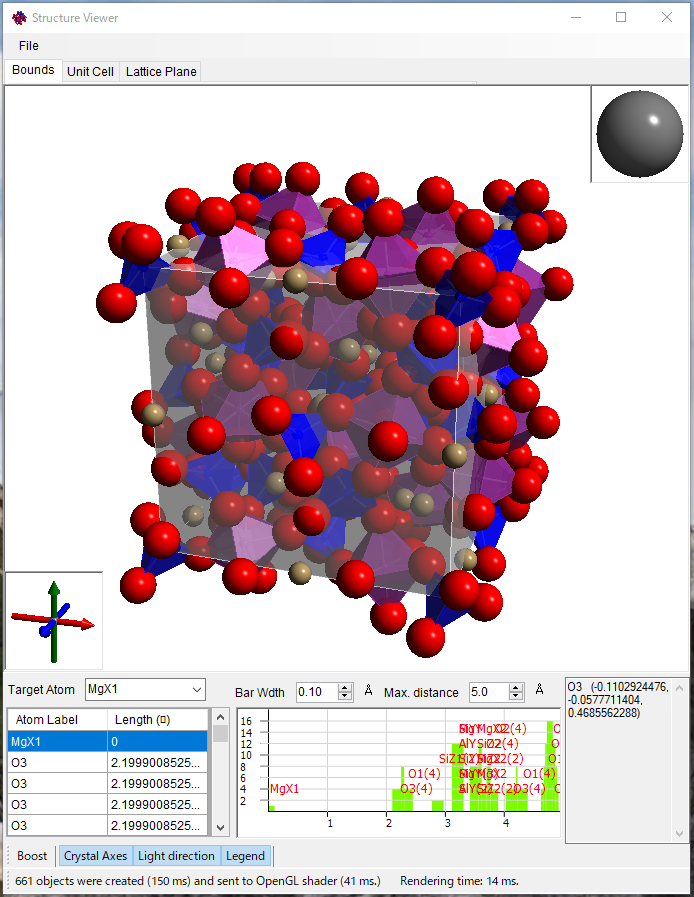 Structure Viewer
File
Bounds Unit Cell Lattice Plane
Target Atom MgX1
Bar Wdth 0.10 Å Max. distance 5.0 Å
Atom Label Length (▯)
MgX1 0
O3 2.1999008525...
O3 2.1999008525...
O3 2.1999008525...
O3 2.1999008525...
16
14
12
10
8
6
4
2
MgX1
O1(4)
O3(4)
O1(4)
1 2 3 4
O3 (-0.1102924476,
-0.0577711404,
0.4685562288)
Boost Crystal Axes Light direction Legend
661 objects were created (150 ms) and sent to OpenGL shader (41 ms.) Rendering time: 14 ms.